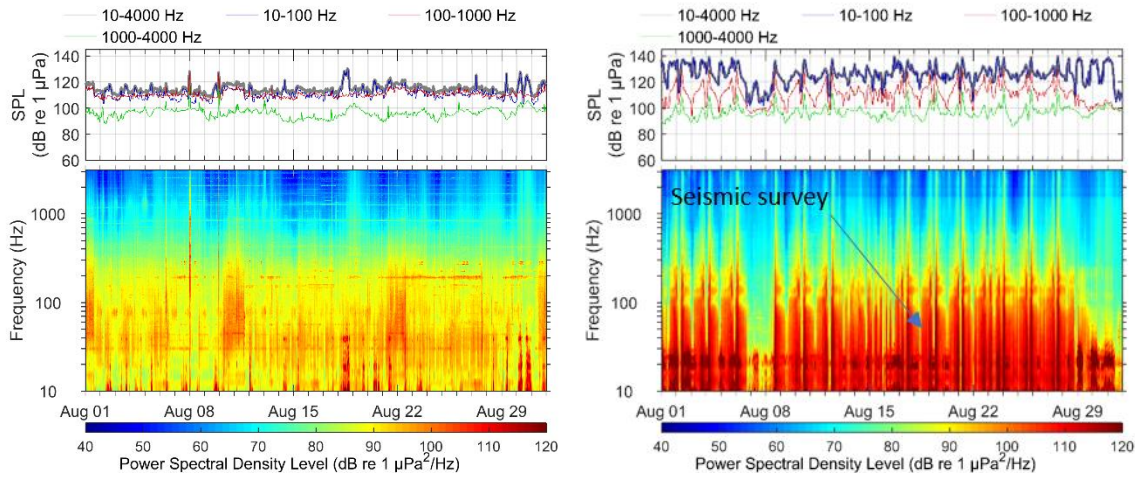 10-4000 Hz 10-100 Hz 100-1000 Hz
1000-4000 Hz
140
120
100
80
60
SPL
(dB re 1 µPa)
1000
100
10
Frequency (Hz)
Aug 01 Aug 08 Aug 15 Aug 22 Aug 29
40 50 60 70 80 90 100 110 120
Power Spectral Density Level (dB re 1 µPa²/Hz)
10-4000 Hz 10-100 Hz 100-1000 Hz
1000-4000 Hz
140
120
100
80
60
SPL
(dB re 1 µPa)
Seismic survey
1000
100
10
Frequency (Hz)
Aug 01 Aug 08 Aug 15 Aug 22 Aug 29
40 50 60 70 80 90 100 110 120
Power Spectral Density Level (dB re 1 µPa²/Hz)